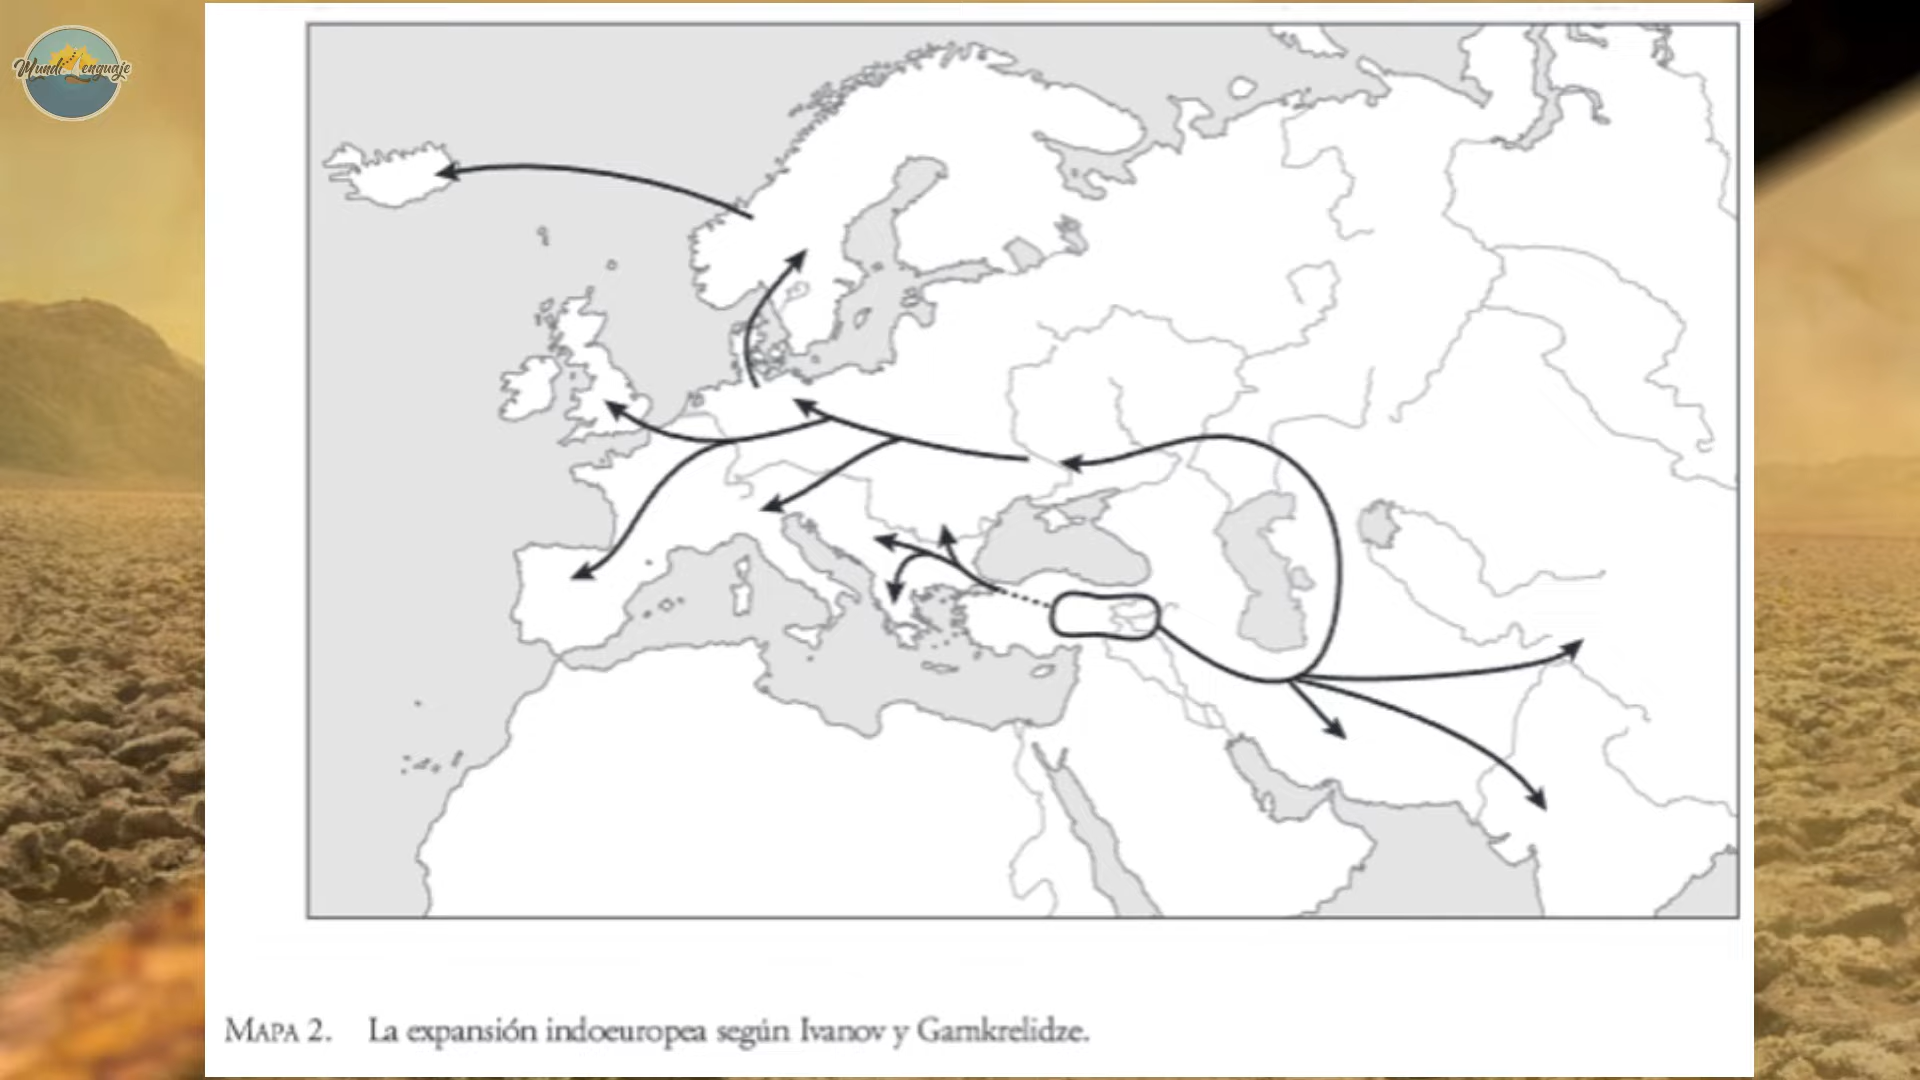 Mundi Lenguaje
MAPA 2. La expansión indoeuropea según Ivanov y Gamkrelidze.